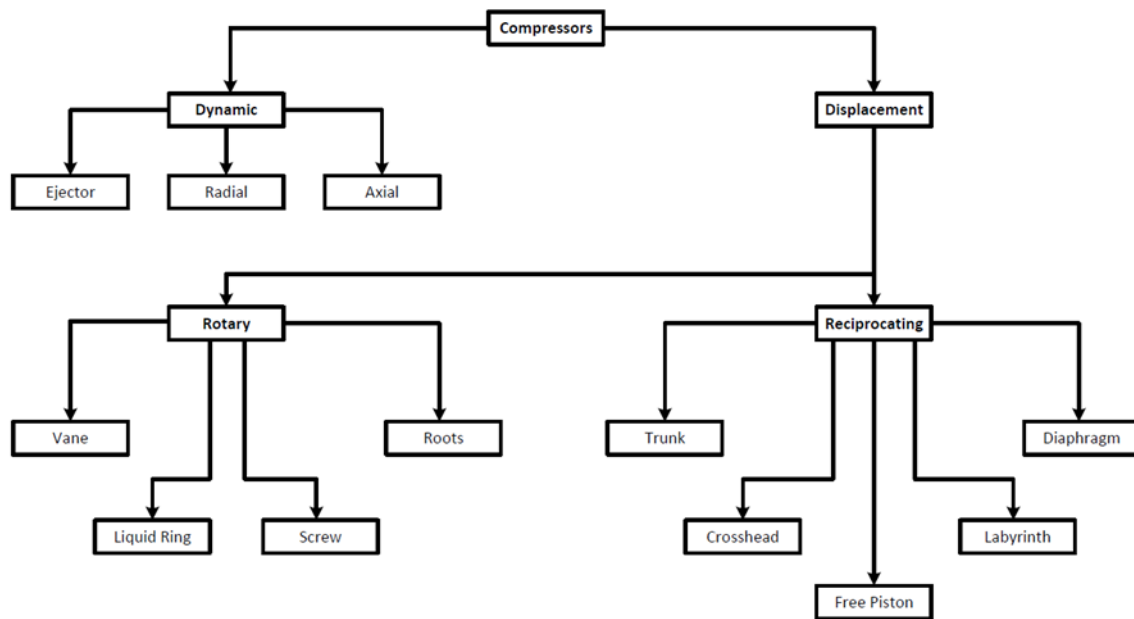 Compressors
Dynamic
Displacement
Ejector
Radial
Axial
Rotary
Reciprocating
Vane
Roots
Trunk
Diaphragm
Liquid Ring
Screw
Crosshead
Labyrinth
Free Piston